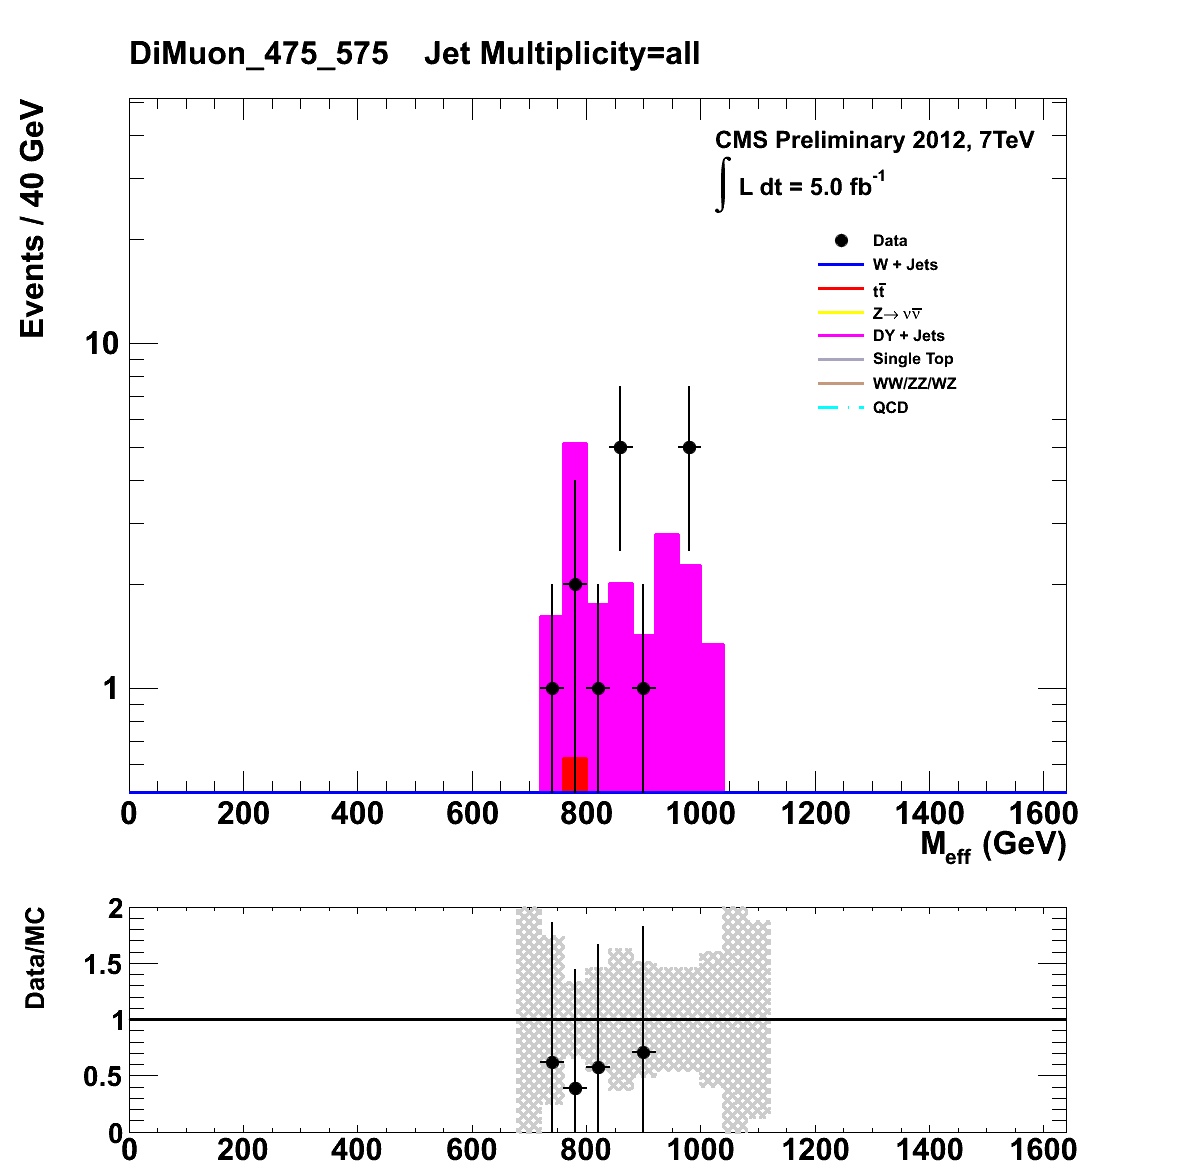 DiMuon_475_575 Jet Multiplicity=all
Events / 40 GeV
CMS Preliminary 2012, 7TeV
∫ L dt = 5.0 fb⁻¹
Data
W + Jets
tt̅
Z→ νν̅
DY + Jets
Single Top
WW/ZZ/WZ
QCD
10
1
0 200 400 600 800 1000 1200 1400 1600
M_eff (GeV)
Data/MC
2
1.5
1
0.5
0
0 200 400 600 800 1000 1200 1400 1600